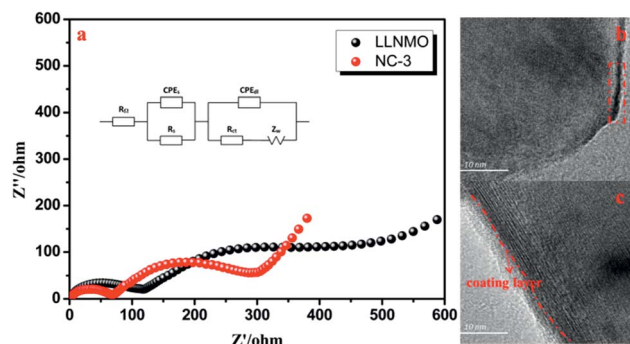 a
LLNMO
NC-3
CPEs
CPEdl
RΩ
Rs
Rct
Zw
Z''/ohm
600
500
400
300
200
100
0
0 100 200 300 400 500 600
Z'/ohm
b
10 nm
c
coating layer
10 nm